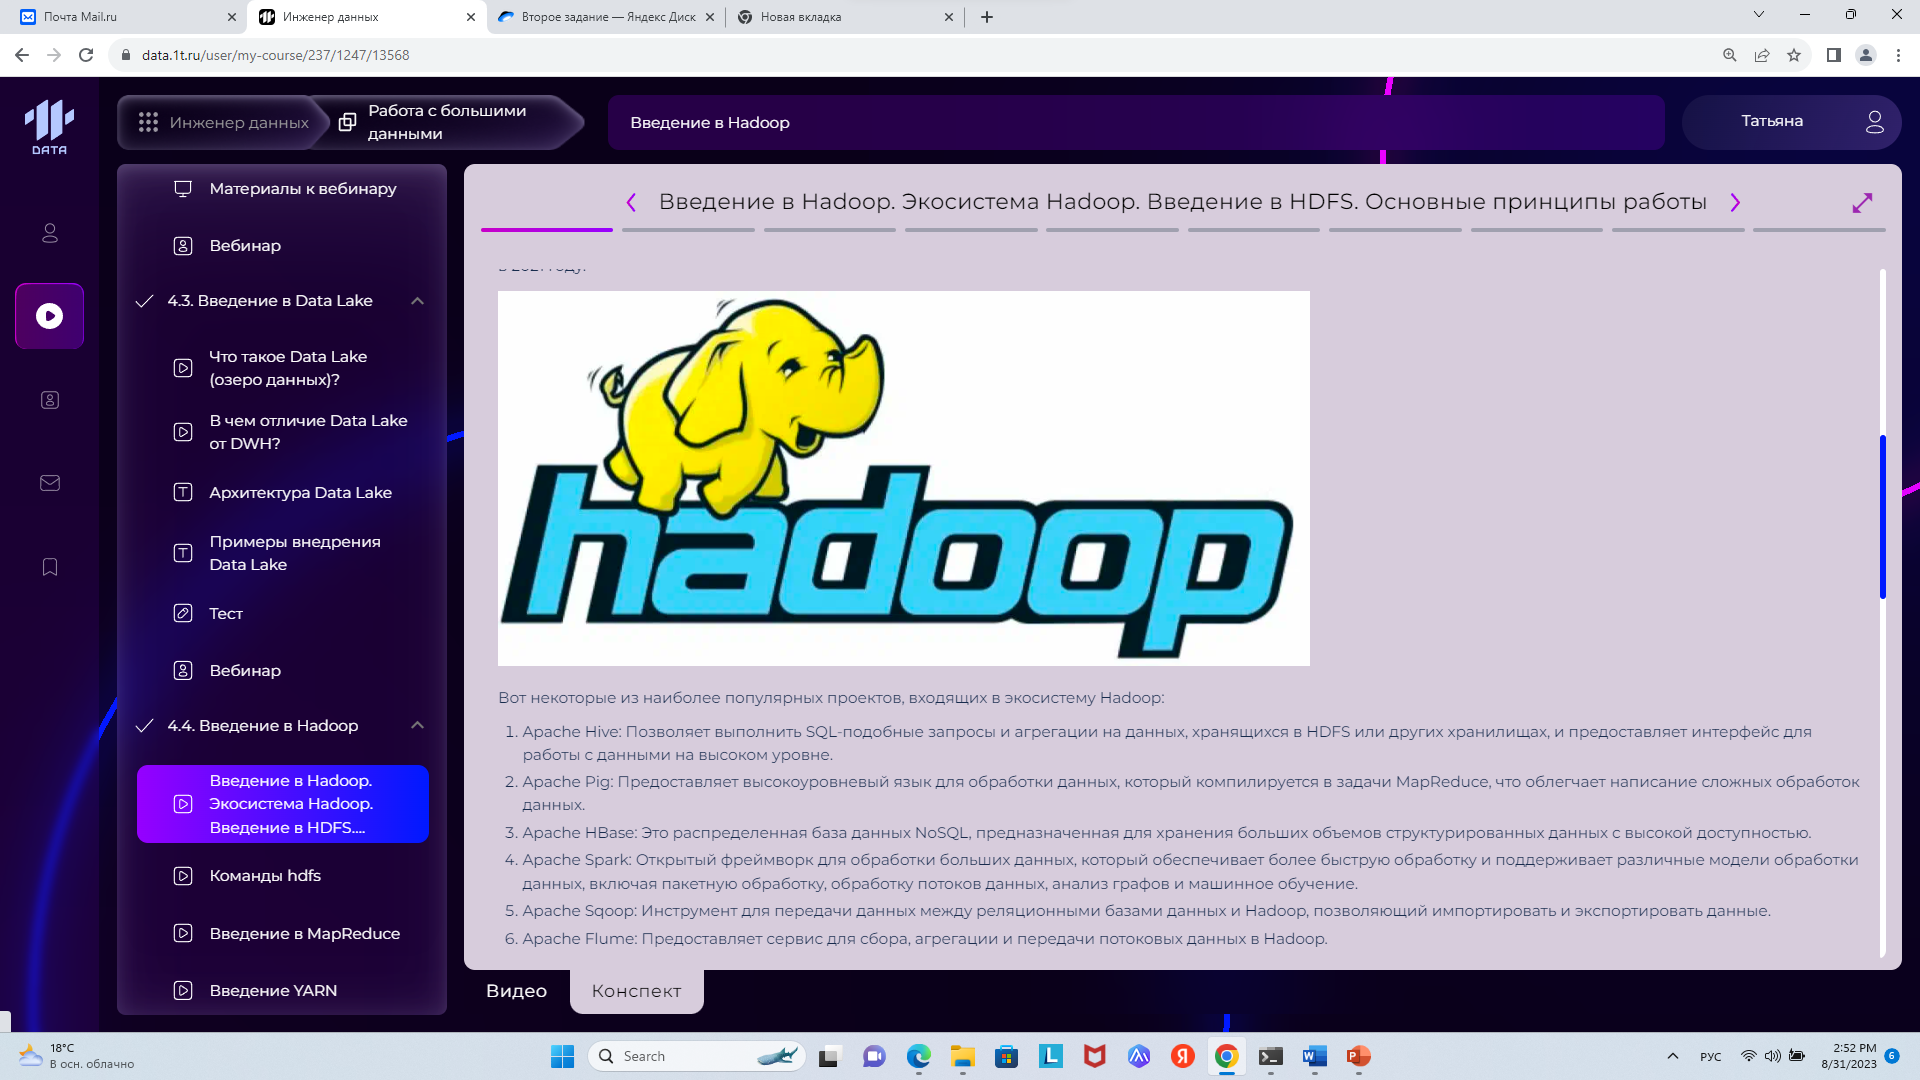 Почта Mail.ru
Инженер данных
Второе задание — Яндекс Диск
Новая вкладка
data.1t.ru/user/my-course/237/1247/13568
DATA
Инженер данных
Работа с большими
данными
Введение в Hadoop
Татьяна
Материалы к вебинару
Вебинар
4.3. Введение в Data Lake
Что такое Data Lake
(озеро данных)?
В чем отличие Data Lake
от DWH?
Архитектура Data Lake
Примеры внедрения
Data Lake
Тест
Вебинар
4.4. Введение в Hadoop
Введение в Hadoop.
Экосистема Hadoop.
Введение в HDFS....
Команды hdfs
Введение в MapReduce
Введение YARN
Введение в Hadoop. Экосистема Hadoop. Введение в HDFS. Основные принципы работы
hadoop
Вот некоторые из наиболее популярных проектов, входящих в экосистему Hadoop:
1. Apache Hive: Позволяет выполнить SQL-подобные запросы и агрегации на данных, хранящихся в HDFS или других хранилищах, и предоставляет интерфейс для
работы с данными на высоком уровне.
2. Apache Pig: Предоставляет высокоуровневый язык для обработки данных, который компилируется в задачи MapReduce, что облегчает написание сложных обработок
данных.
3. Apache HBase: Это распределенная база данных NoSQL, предназначенная для хранения больших объемов структурированных данных с высокой доступностью.
4. Apache Spark: Открытый фреймворк для обработки больших данных, который обеспечивает более быструю обработку и поддерживает различные модели обработки
данных, включая пакетную обработку, обработку потоков данных, анализ графов и машинное обучение.
5. Apache Sqoop: Инструмент для передачи данных между реляционными базами данных и Hadoop, позволяющий импортировать и экспортировать данные.
6. Apache Flume: Предоставляет сервис для сбора, агрегации и передачи потоковых данных в Hadoop.
Видео
Конспект
18°C
В осн. облачно
Search
РУС
2:52 PM
8/31/2023
6